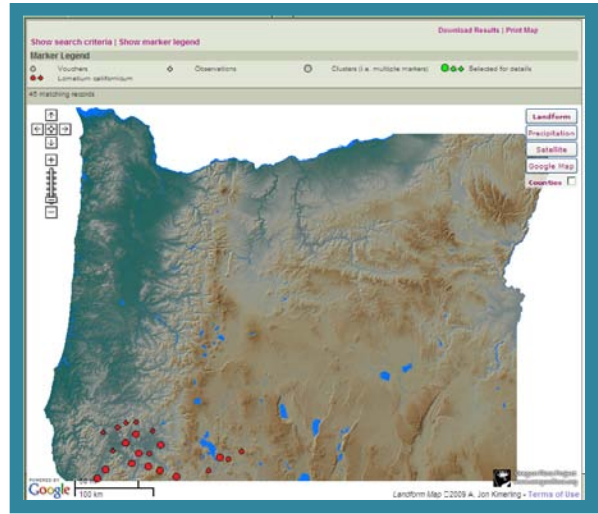 Download Results | Print Map
Show search criteria | Show marker legend
Marker Legend
Vouchers Observations Clusters (i.e. multiple markers) Selected for details
Lomatium californicum
45 matching records
Landform
Precipitation
Satellite
Google Map
Counties
POWERED BY
Google
100 km
Landform Map ©2009 A. Jon Kimerling - Terms of Use